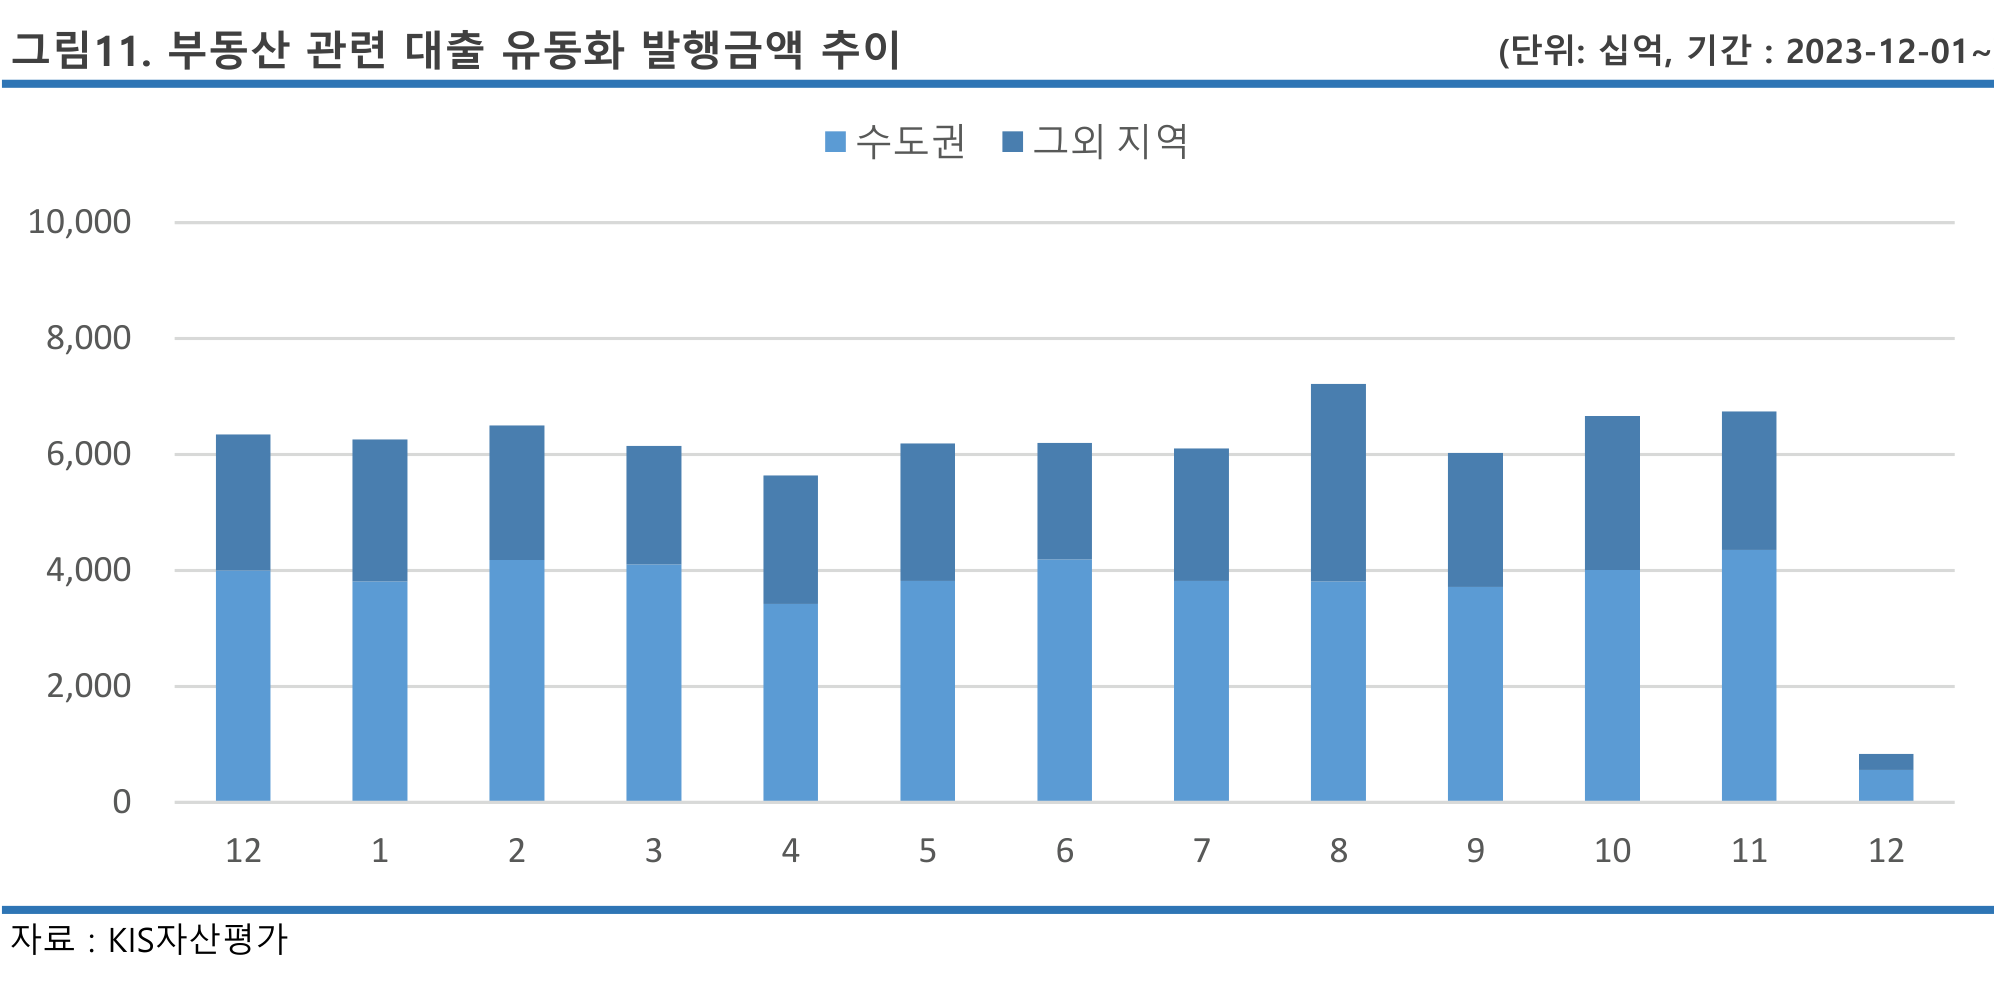 그림11. 부동산 관련 대출 유동화 발행금액 추이 (단위: 십억, 기간 : 2023-12-01~
수도권 그외 지역
10,000
8,000
6,000
4,000
2,000
0
12 1 2 3 4 5 6 7 8 9 10 11 12
자료 : KIS자산평가